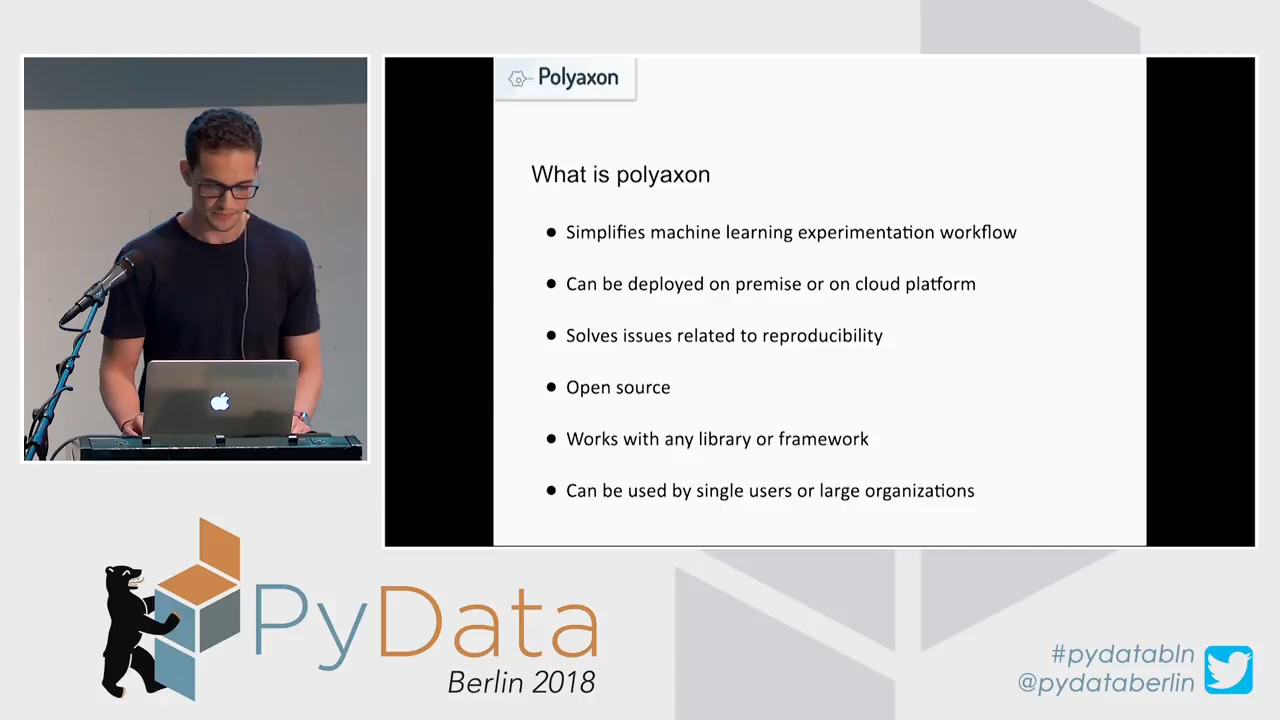 Polyaxon
What is polyaxon
● Simplifies machine learning experimentation workflow
● Can be deployed on premise or on cloud platform
● Solves issues related to reproducibility
● Open source
● Works with any library or framework
● Can be used by single users or large organizations
PyData
Berlin 2018
#pydatabln
@pydataberlin